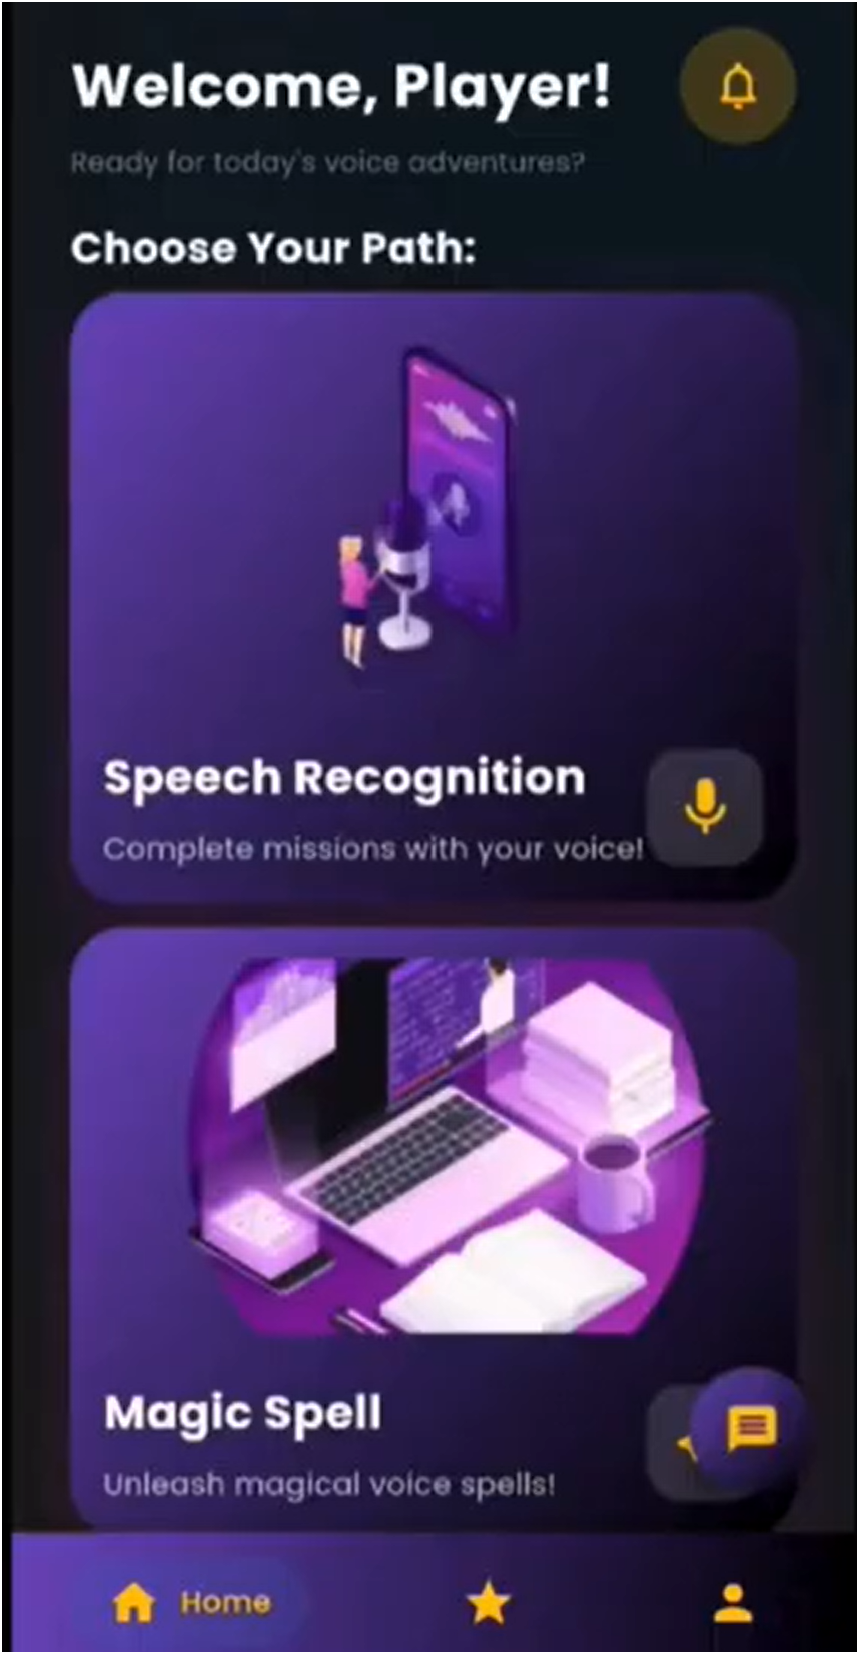 Welcome, Player!
Ready for today's voice adventures?
Choose Your Path:
Speech Recognition
Complete missions with your voice!
Magic Spell
Unleash magical voice spells!
Home